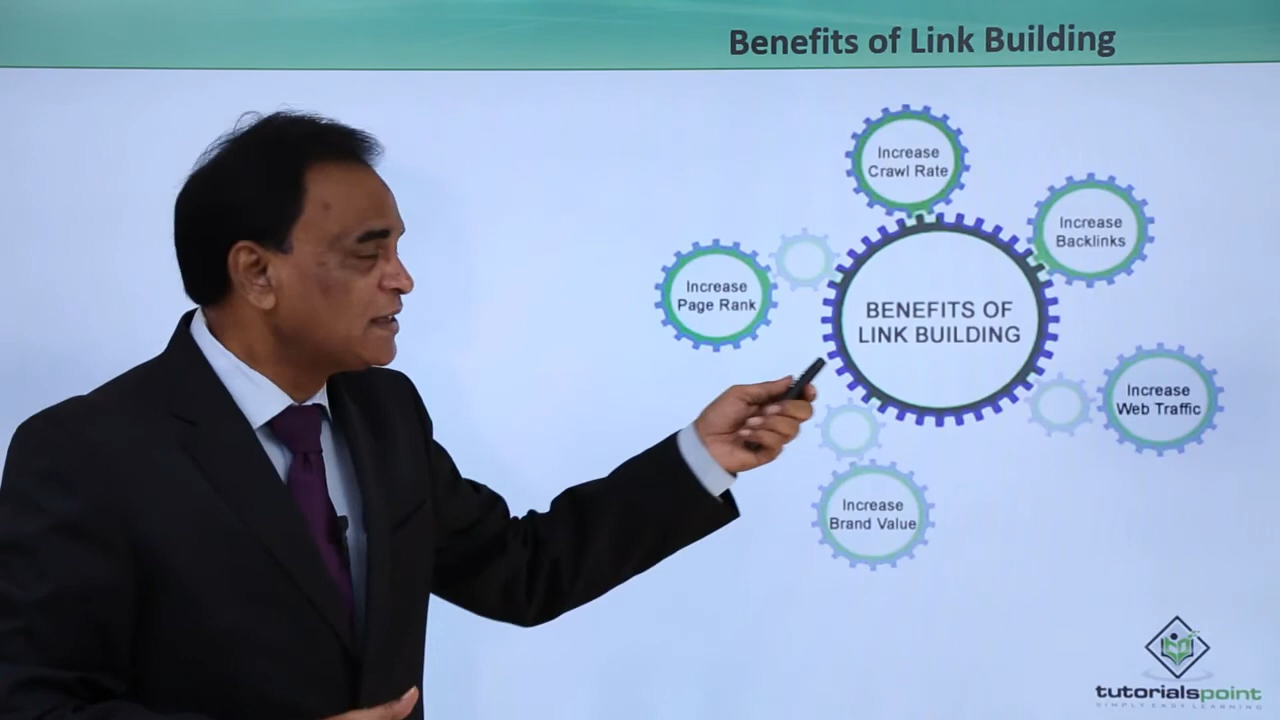 Benefits of Link Building
Increase
Crawl Rate
Increase
Backlinks
Increase
Page Rank
BENEFITS OF
LINK BUILDING
Increase
Web Traffic
Increase
Brand Value
tutorialspoint
SIMPLY EASY LEARNING